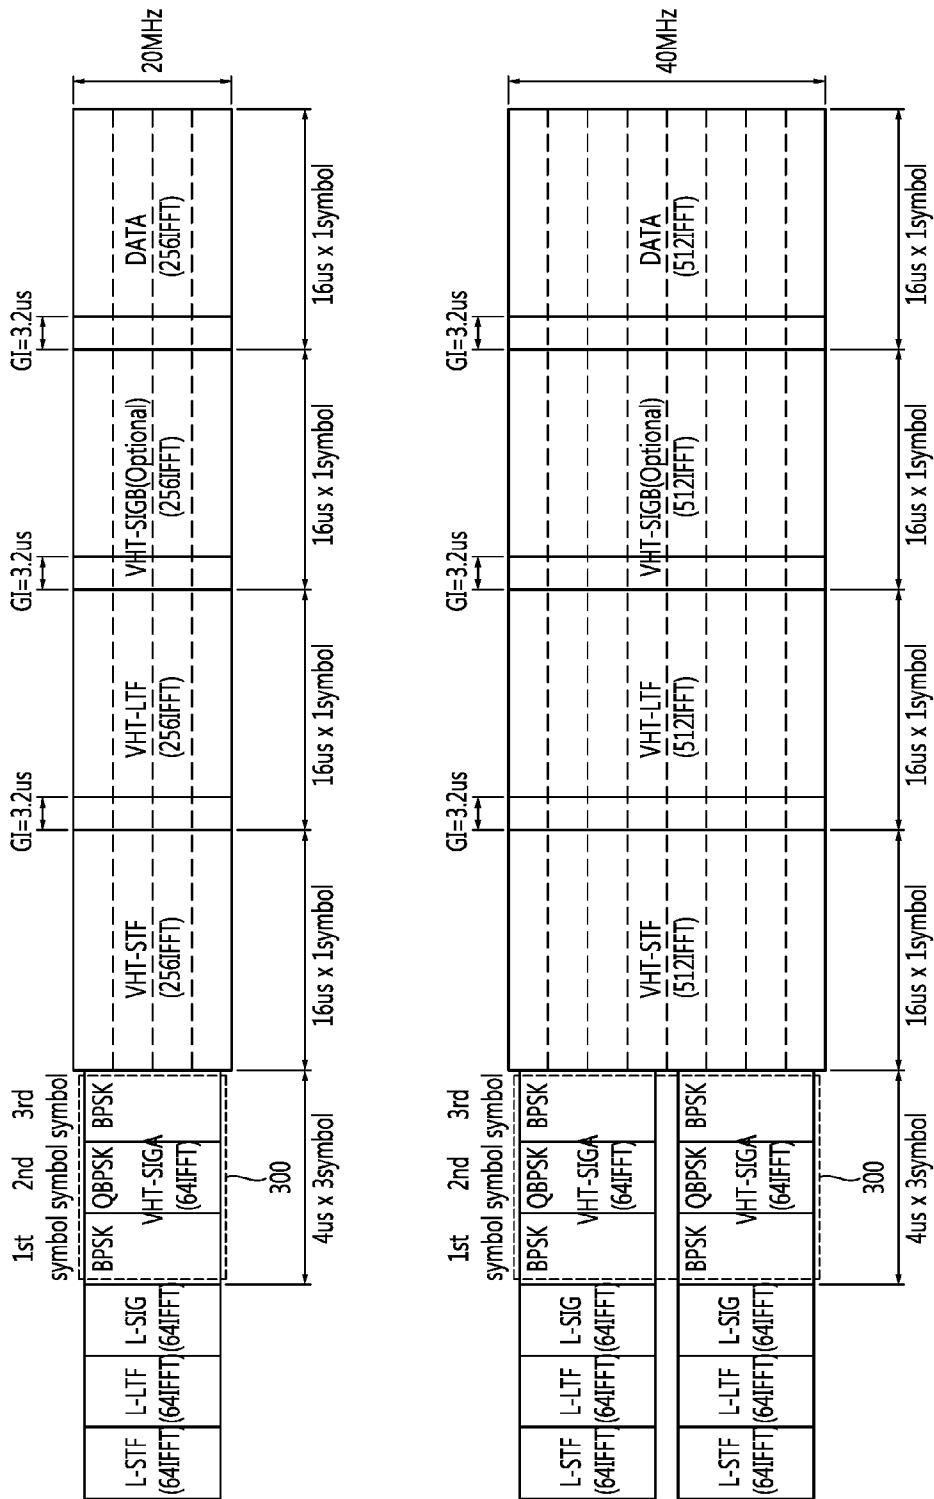 1st 2nd 3rd
symbol symbol symbol
GI=3.2us GI=3.2us GI=3.2us
L-STF
(64IFFT)
L-LTF
(64IFFT)
L-SIG
(64IFFT)
BPSK QBPSK BPSK
VHT-SIGA
(64IFFT)
VHT-STF
(256IFFT)
VHT-LTF
(256IFFT)
VHT-SIGB(Optional)
(256IFFT)
DATA
(256IFFT)
20MHz
300
4us x 3symbol
16us x 1symbol
16us x 1symbol
16us x 1symbol
16us x 1symbol
1st 2nd 3rd
symbol symbol symbol
GI=3.2us GI=3.2us GI=3.2us
L-STF
(64IFFT)
L-LTF
(64IFFT)
L-SIG
(64IFFT)
BPSK QBPSK BPSK
VHT-SIGA
(64IFFT)
VHT-STF
(512IFFT)
VHT-LTF
(512IFFT)
VHT-SIGB(Optional)
(512IFFT)
DATA
(512IFFT)
40MHz
L-STF
(64IFFT)
L-LTF
(64IFFT)
L-SIG
(64IFFT)
BPSK QBPSK BPSK
VHT-SIGA
(64IFFT)
300
4us x 3symbol
16us x 1symbol
16us x 1symbol
16us x 1symbol
16us x 1symbol